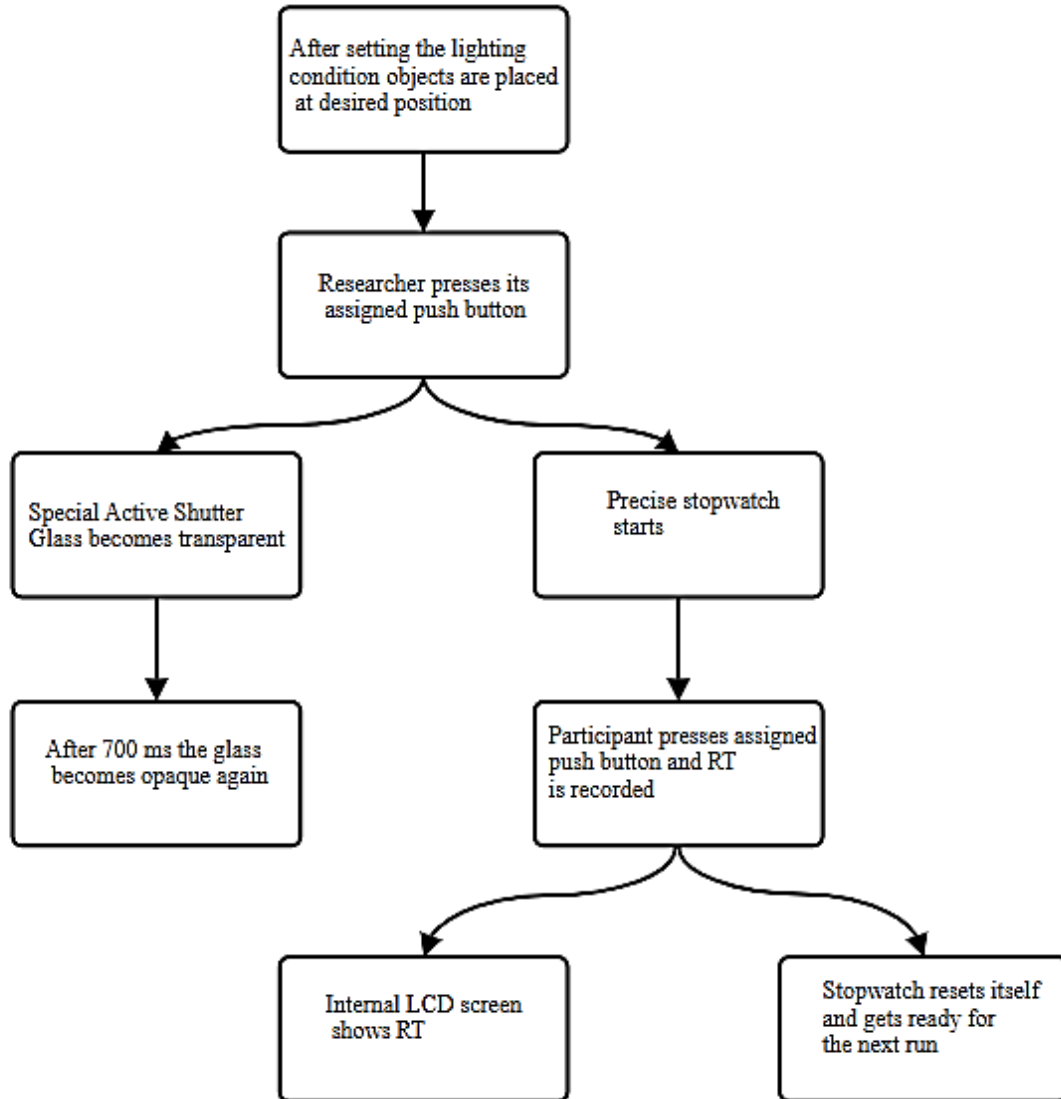 After setting the lighting
condition objects are placed
at desired position
Researcher presses its
assigned push button
Special Active Shutter
Glass becomes transparent
Precise stopwatch
starts
After 700 ms the glass
becomes opaque again
Participant presses assigned
push button and RT
is recorded
Internal LCD screen
shows RT
Stopwatch resets itself
and gets ready for
the next run